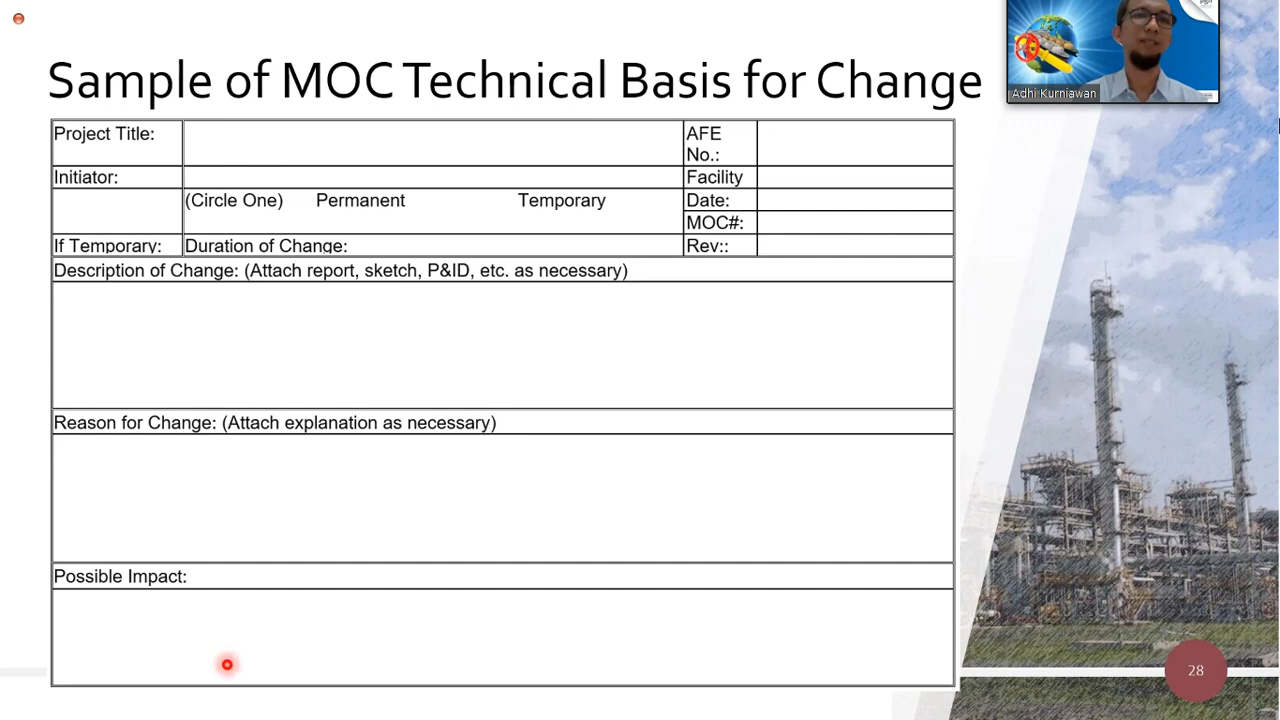 Sample of MOC Technical Basis for Change
Adhi Kurniawan
Project Title:
AFE
No.:
Initiator:
Facility
(Circle One) Permanent Temporary
Date:
MOC#:
If Temporary:
Duration of Change:
Rev::
Description of Change: (Attach report, sketch, P&ID, etc. as necessary)
Reason for Change: (Attach explanation as necessary)
Possible Impact:
28